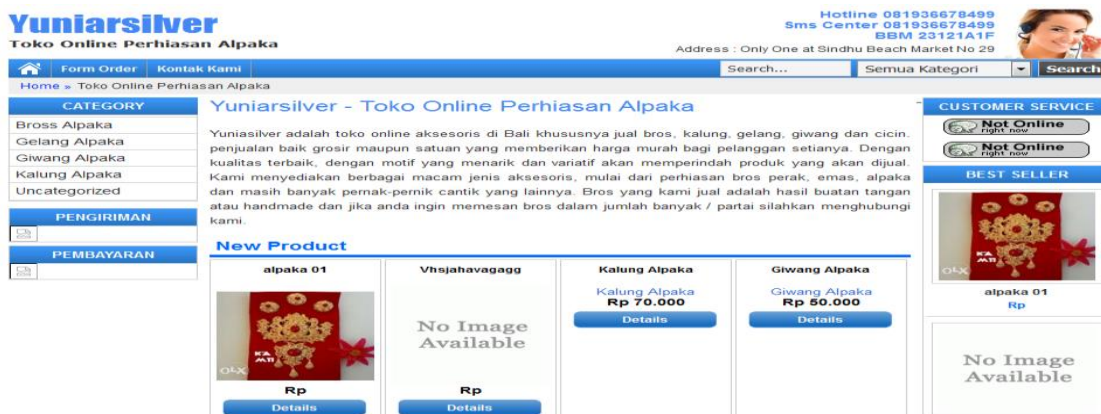 Yuniarsilver
Toko Online Perhiasan Alpaka
Hotline 081936678499
Sms Center 081936678499
BBM 23121A1F
Address : Only One at Sindhu Beach Market No 29
Form Order Kontak Kami
Search... Semua Kategori Search
Home » Toko Online Perhiasan Alpaka
CATEGORY
Bross Alpaka
Gelang Alpaka
Giwang Alpaka
Kalung Alpaka
Uncategorized
PENGIRIMAN
PEMBAYARAN
Yuniarsilver - Toko Online Perhiasan Alpaka
Yuniasilver adalah toko online aksesoris di Bali khususnya jual bros, kalung, gelang, giwang dan cicin.
penjualan baik grosir maupun satuan yang memberikan harga murah bagi pelanggan setianya. Dengan
kualitas terbaik, dengan motif yang menarik dan variatif akan memperindah produk yang akan dijual.
Kami menyediakan berbagai macam jenis aksesoris, mulai dari perhiasan bros perak, emas, alpaka
dan masih banyak pernak-pernik cantik yang lainnya. Bros yang kami jual adalah hasil buatan tangan
atau handmade dan jika anda ingin memesan bros dalam jumlah banyak / partai silahkan menghubungi
kami.
New Product
alpaka 01
KA
MTI
OLX
Rp
Details
Vhsjahavagagg
No Image
Available
Rp
Details
Kalung Alpaka
Kalung Alpaka
Rp 70.000
Details
Giwang Alpaka
Giwang Alpaka
Rp 50.000
Details
CUSTOMER SERVICE
Not Online
right now
Not Online
right now
BEST SELLER
KA
MTI
OLX
alpaka 01
Rp
No Image
Available